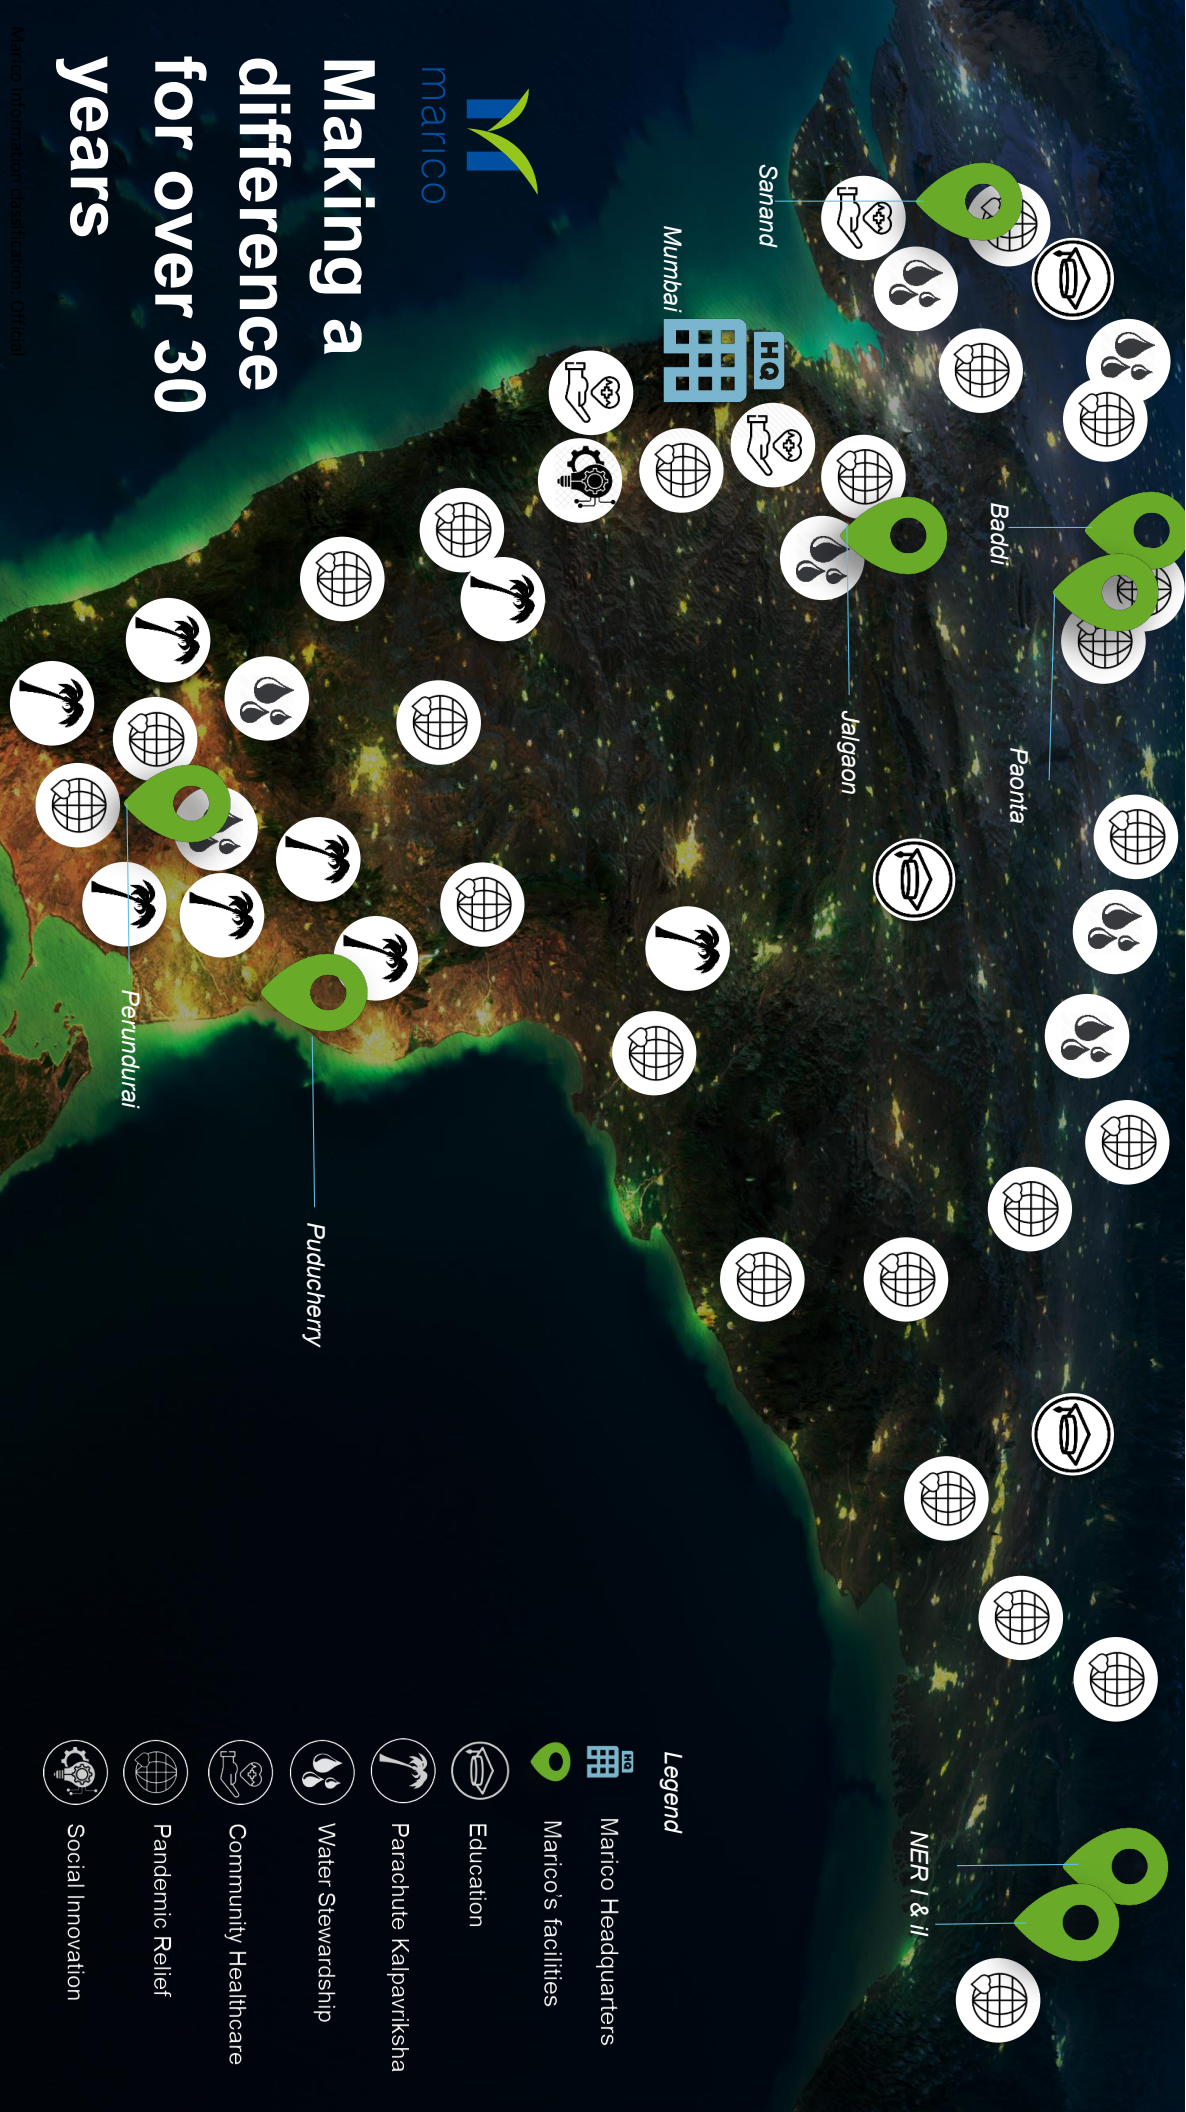 marico
Making a
difference
for over 30
years
Sanand
Mumbai
HQ
Baddi
Paonta
Jalgaon
Perundurai
Puducherry
NER I & iI
Legend
HQ
Marico Headquarters
Marico's facilities
Education
Parachute Kalpavriksha
Water Stewardship
Community Healthcare
Pandemic Relief
Social Innovation
Marico Information classification: Official